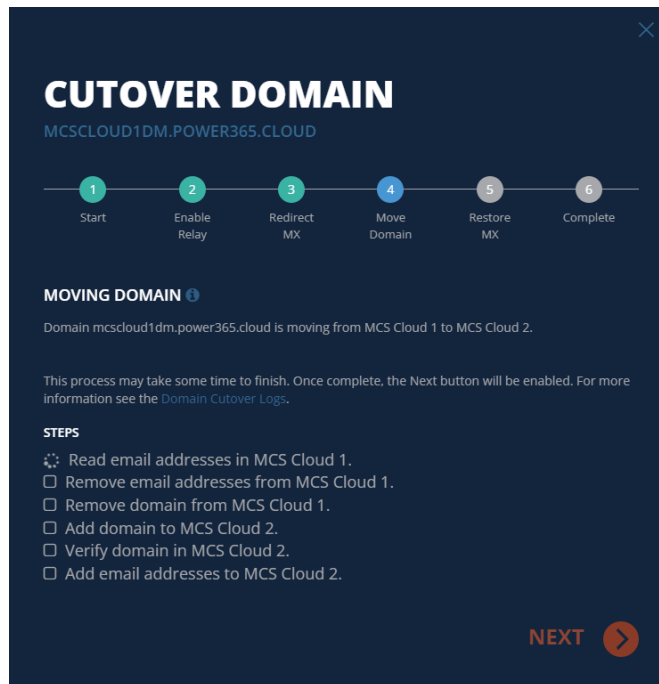 CUTOVER DOMAIN
MCSCLOUD1DM.POWER365.CLOUD
1 2 3 4 5 6
Start Enable Redirect Move Restore Complete
Relay MX Domain MX
MOVING DOMAIN
Domain mcscloud1dm.power365.cloud is moving from MCS Cloud 1 to MCS Cloud 2.
This process may take some time to finish. Once complete, the Next button will be enabled. For more
information see the Domain Cutover Logs.
STEPS
Read email addresses in MCS Cloud 1.
Remove email addresses from MCS Cloud 1.
Remove domain from MCS Cloud 1.
Add domain to MCS Cloud 2.
Verify domain in MCS Cloud 2.
Add email addresses to MCS Cloud 2.
NEXT